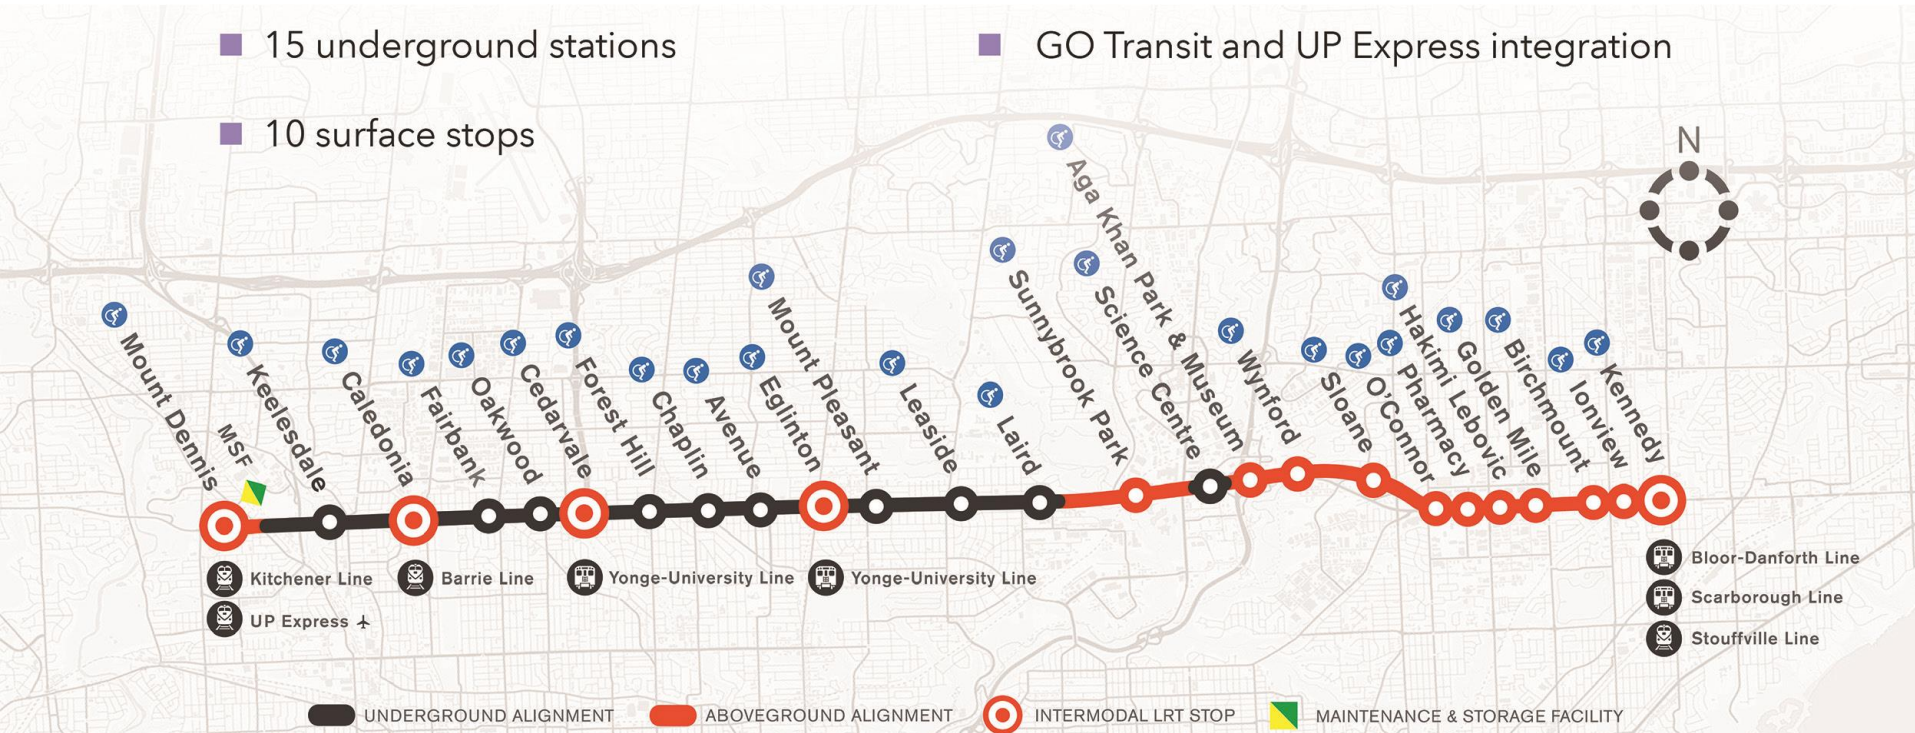 15 underground stations
GO Transit and UP Express integration
10 surface stops
N
Mount Dennis
MSF
Keelesdale
Caledonia
Fairbank
Oakwood
Cedarvale
Forest Hill
Chaplin
Avenue
Eglinton
Mount Pleasant
Leaside
Laird
Sunnybrook Park
Science Centre
Aga Khan Park & Museum
Wynford
Sloane
O'Connor
Pharmacy
Hakimi Lebovic
Golden Mile
Birchmount
Ionview
Kennedy
Kitchener Line
UP Express
Barrie Line
Yonge-University Line
Yonge-University Line
Bloor-Danforth Line
Scarborough Line
Stouffville Line
UNDERGROUND ALIGNMENT
ABOVEGROUND ALIGNMENT
INTERMODAL LRT STOP
MAINTENANCE & STORAGE FACILITY